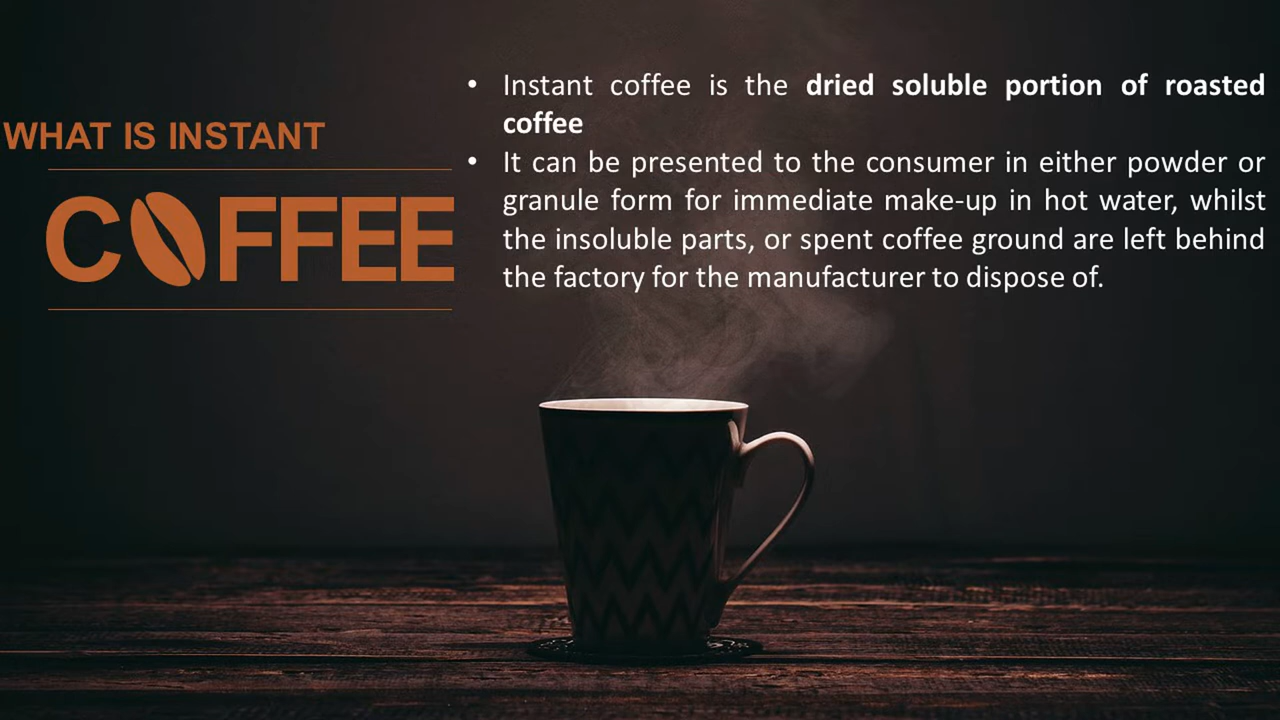 WHAT IS INSTANT
COFFEE
• Instant coffee is the dried soluble portion of roasted
coffee
• It can be presented to the consumer in either powder or
granule form for immediate make-up in hot water, whilst
the insoluble parts, or spent coffee ground are left behind
the factory for the manufacturer to dispose of.